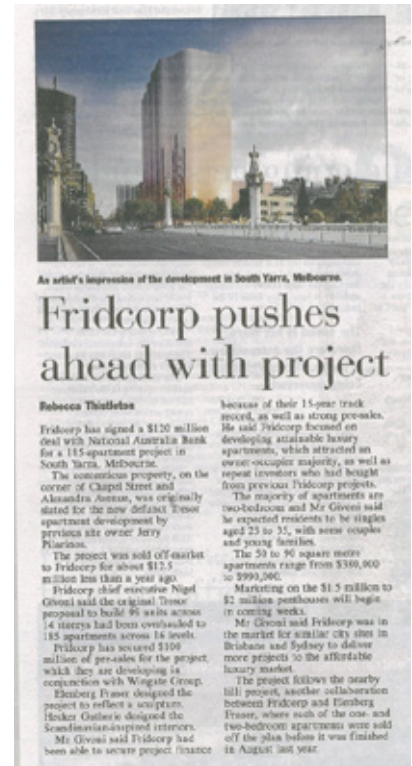 An artist's impression of the development in South Yarra, Melbourne.
Fridcorp pushes
ahead with project
Rebecca Thistleton
Fridcorp has signed a $120 million
deal with National Australia Bank
for a 185-apartment project in
South Yarra, Melbourne.
The contentious property, on the
corner of Chapel Street and
Alexandra Avenue, was originally
slated for the now defunct Tresor
apartment development by
previous site owner Jerry
Pilarinos.
The project was sold off-market
to Fridcorp for about $12.5
million less than a year ago.
Fridcorp chief executive Nigel
Givoni said the original Tresor
proposal to build 99 units across
14 storeys had been overhauled to
185 apartments across 16 levels.
Fridcorp has secured $100
million of pre-sales for the project,
which they are developing in
conjunction with Wingate Group.
Elenberg Fraser designed the
project to reflect a sculpture.
Hecker Guthrie designed the
Scandinavian-inspired interiors.
Mr Givoni said Fridcorp had
been able to secure project finance
because of their 15-year track
record, as well as strong pre-sales.
He said Fridcorp focused on
developing attainable luxury
apartments, which attracted an
owner-occupier majority, as well as
repeat investors who had bought
from previous Fridcorp projects.
The majority of apartments are
two-bedroom and Mr Givoni said
he expected residents to be singles
aged 25 to 35, with some couples
and young families.
The 50 to 90 square metre
apartments range from $380,000
to $990,000.
Marketing on the $1.5 million to
$2 million penthouses will begin
in coming weeks.
Mr Givoni said Fridcorp was in
the market for similar city sites in
Brisbane and Sydney to deliver
more projects to the affordable
luxury market.
The project follows the nearby
lilli project, another collaboration
between Fridcorp and Elenberg
Fraser, where each of the one- and
two-bedroom apartments were sold
off the plan before it was finished
in August last year.